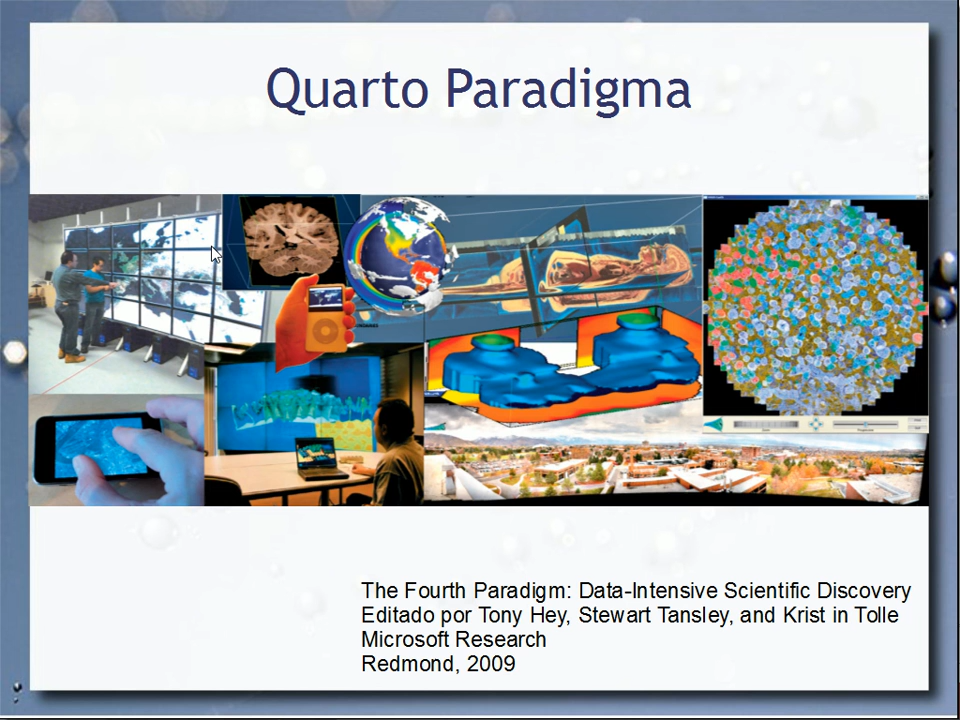 Quarto Paradigma
The Fourth Paradigm: Data-Intensive Scientific Discovery
Editado por Tony Hey, Stewart Tansley, and Krist in Tolle
Microsoft Research
Redmond, 2009